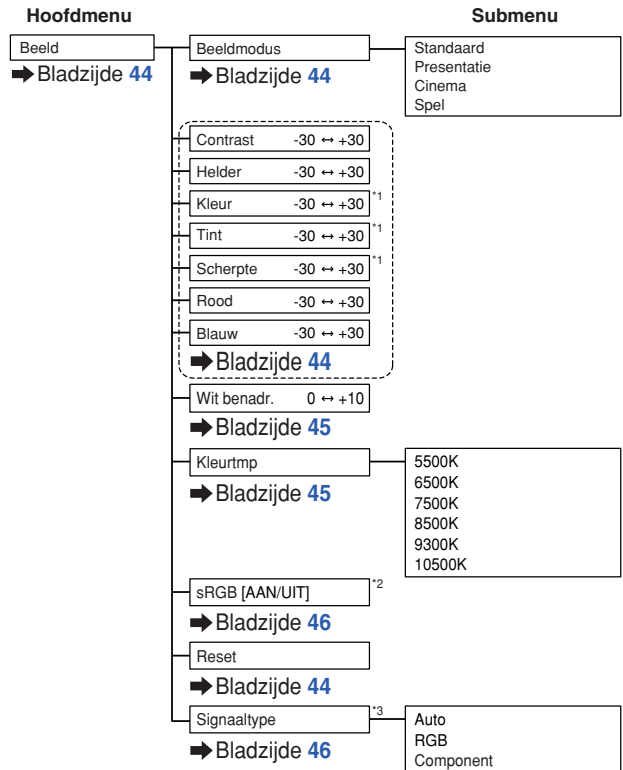 Hoofdmenu
Submenu
Beeld
➡ Bladzijde 44
Beeldmodus
➡ Bladzijde 44
Standaard
Presentatie
Cinema
Spel
Contrast -30 ↔ +30
Helder -30 ↔ +30
Kleur -30 ↔ +30 *1
Tint -30 ↔ +30 *1
Scherpte -30 ↔ +30 *1
Rood -30 ↔ +30
Blauw -30 ↔ +30
➡ Bladzijde 44
Wit benadr. 0 ↔ +10
➡ Bladzijde 45
Kleurtmp
➡ Bladzijde 45
5500K
6500K
7500K
8500K
9300K
10500K
sRGB [AAN/UIT] *2
➡ Bladzijde 46
Reset
➡ Bladzijde 44
Signaaltype *3
➡ Bladzijde 46
Auto
RGB
Component